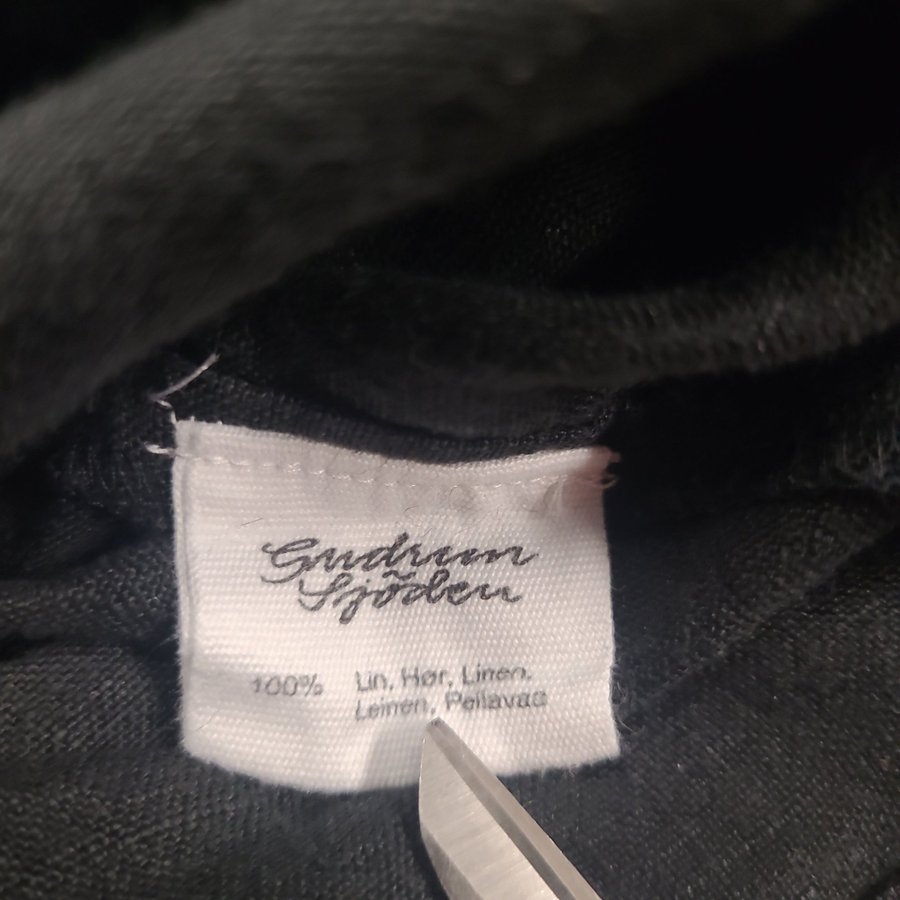 Gudrun
Sjödén
100% Lin, Hør, Linen,
Leinen, Pellavaa